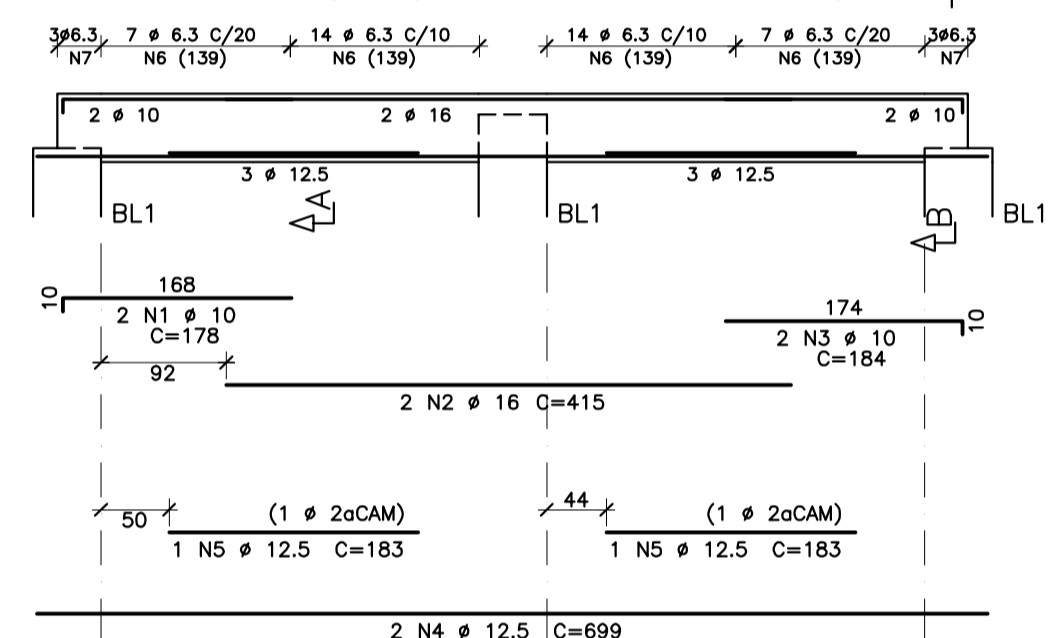 3ø6.3 7 ø 6.3 C/20 14 ø 6.3 C/10 14 ø 6.3 C/10 7 ø 6.3 C/20 3ø6.3
N7 N6 (139) N6 (139) N6 (139) N6 (139) N7
2 ø 10 2 ø 16 2 ø 10
3 ø 12.5 3 ø 12.5
BL1 A BL1 B BL1
168
10
2 N1 ø 10
C=178
92
174
10
2 N3 ø 10
C=184
2 N2 ø 16 C=415
50 (1 ø 2aCAM)
1 N5 ø 12.5 C=183
44 (1 ø 2aCAM)
1 N5 ø 12.5 C=183
2 N4 ø 12.5 C=699